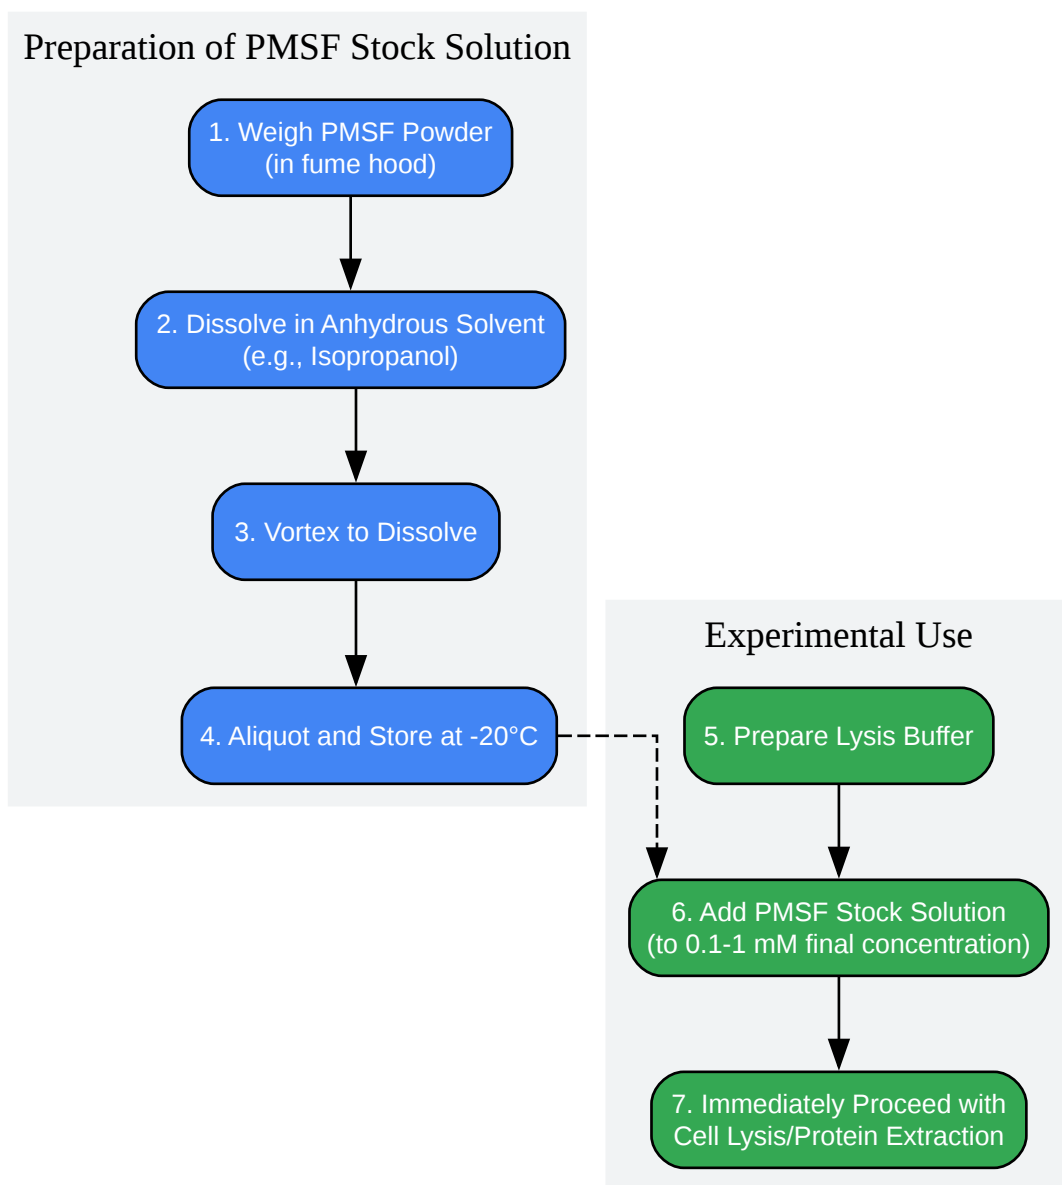 Preparation of PMSF Stock Solution
1. Weigh PMSF Powder
(in fume hood)
2. Dissolve in Anhydrous Solvent
(e.g., Isopropanol)
3. Vortex to Dissolve
4. Aliquot and Store at -20°C
Experimental Use
5. Prepare Lysis Buffer
6. Add PMSF Stock Solution
(to 0.1-1 mM final concentration)
7. Immediately Proceed with
Cell Lysis/Protein Extraction